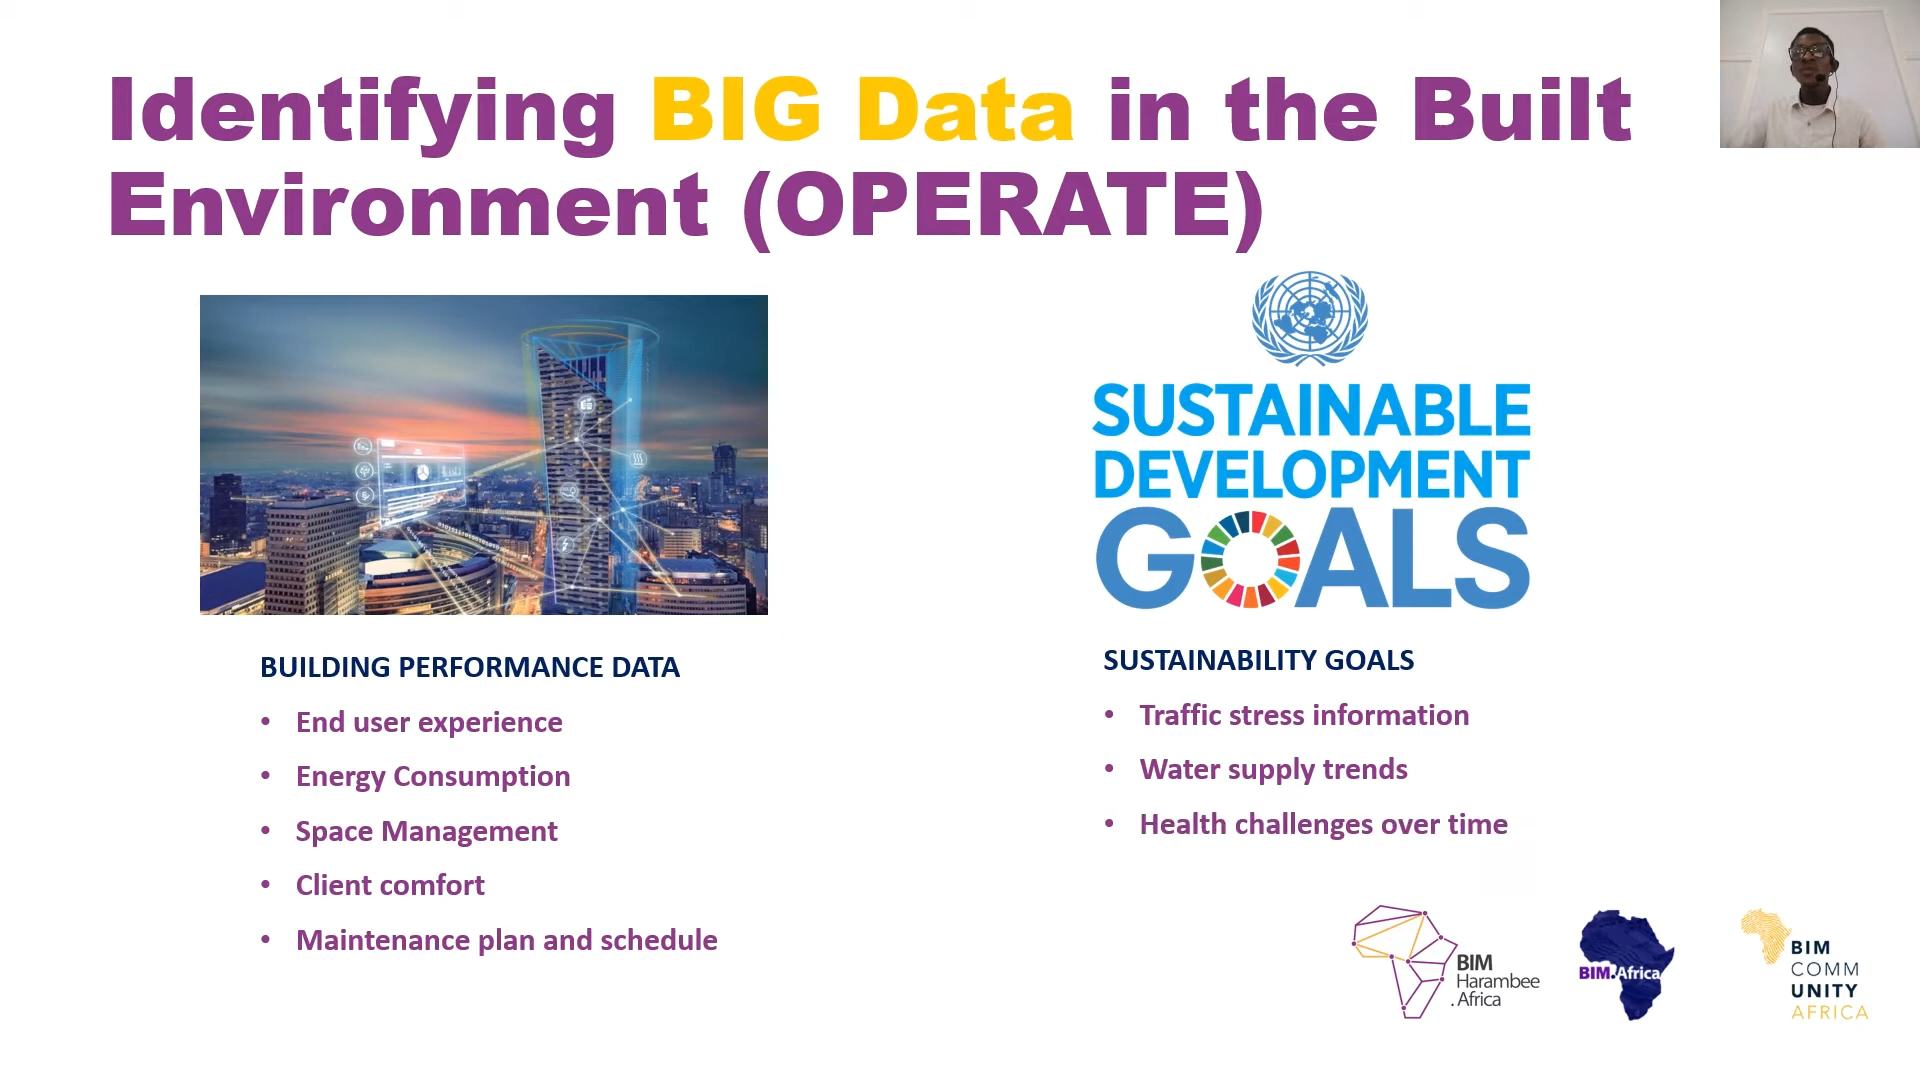 Identifying BIG Data in the Built
Environment (OPERATE)
SUSTAINABLE
DEVELOPMENT
GOALS
BUILDING PERFORMANCE DATA
• End user experience
• Energy Consumption
• Space Management
• Client comfort
• Maintenance plan and schedule
SUSTAINABILITY GOALS
• Traffic stress information
• Water supply trends
• Health challenges over time
BIM
Harambee
.Africa
BIM.Africa
BIM
COMM
UNITY
AFRICA